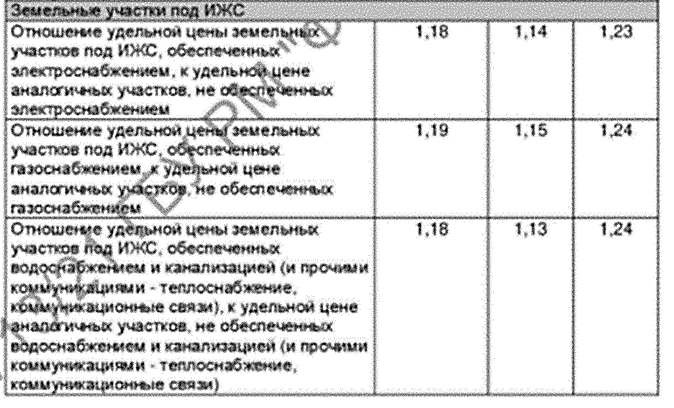 Земельные участки под ИЖС
Отношение удельной цены земельных 1,18 1,14 1,23
участков под ИЖС, обеспеченных
электроснабжением, к удельной цене
аналогичных участков, не обеспеченных
электроснабжением
Отношение удельной цены земельных 1,19 1,15 1,24
участков под ИЖС, обеспеченных
газоснабжением, к удельной цене
аналогичных участков, не обеспеченных
газоснабжением
Отношение удельной цены земельных 1,18 1,13 1,24
участков под ИЖС, обеспеченных
водоснабжением и канализацией (и прочими
коммуникациями - теплоснабжение,
коммуникационные связи), к удельной цене
аналогичных участков, не обеспеченных
водоснабжением и канализацией (и прочими
коммуникациями - теплоснабжение,
коммуникационные связи)
ГБУ РМ "Ф